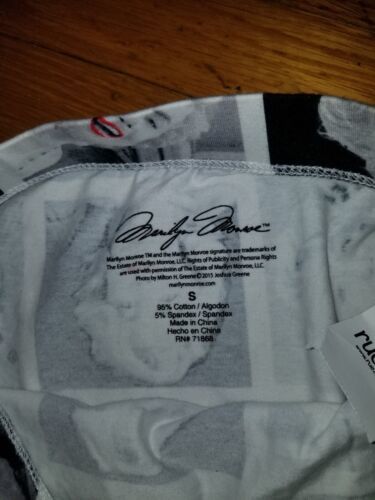 Marilyn Monroe™
Marilyn Monroe TM and the Marilyn Monroe signature are trademarks of
The Estate of Marilyn Monroe, LLC. Rights of Publicity and Persona Rights
are used with permission of The Estate of Marilyn Monroe, LLC.
Photo by Milton H. Greene ©2015 Joshua Greene
marilynmonroe.com
S
95% Cotton / Algodon
5% Spandex / Spandex
Made in China
Hecho en China
RN# 71868